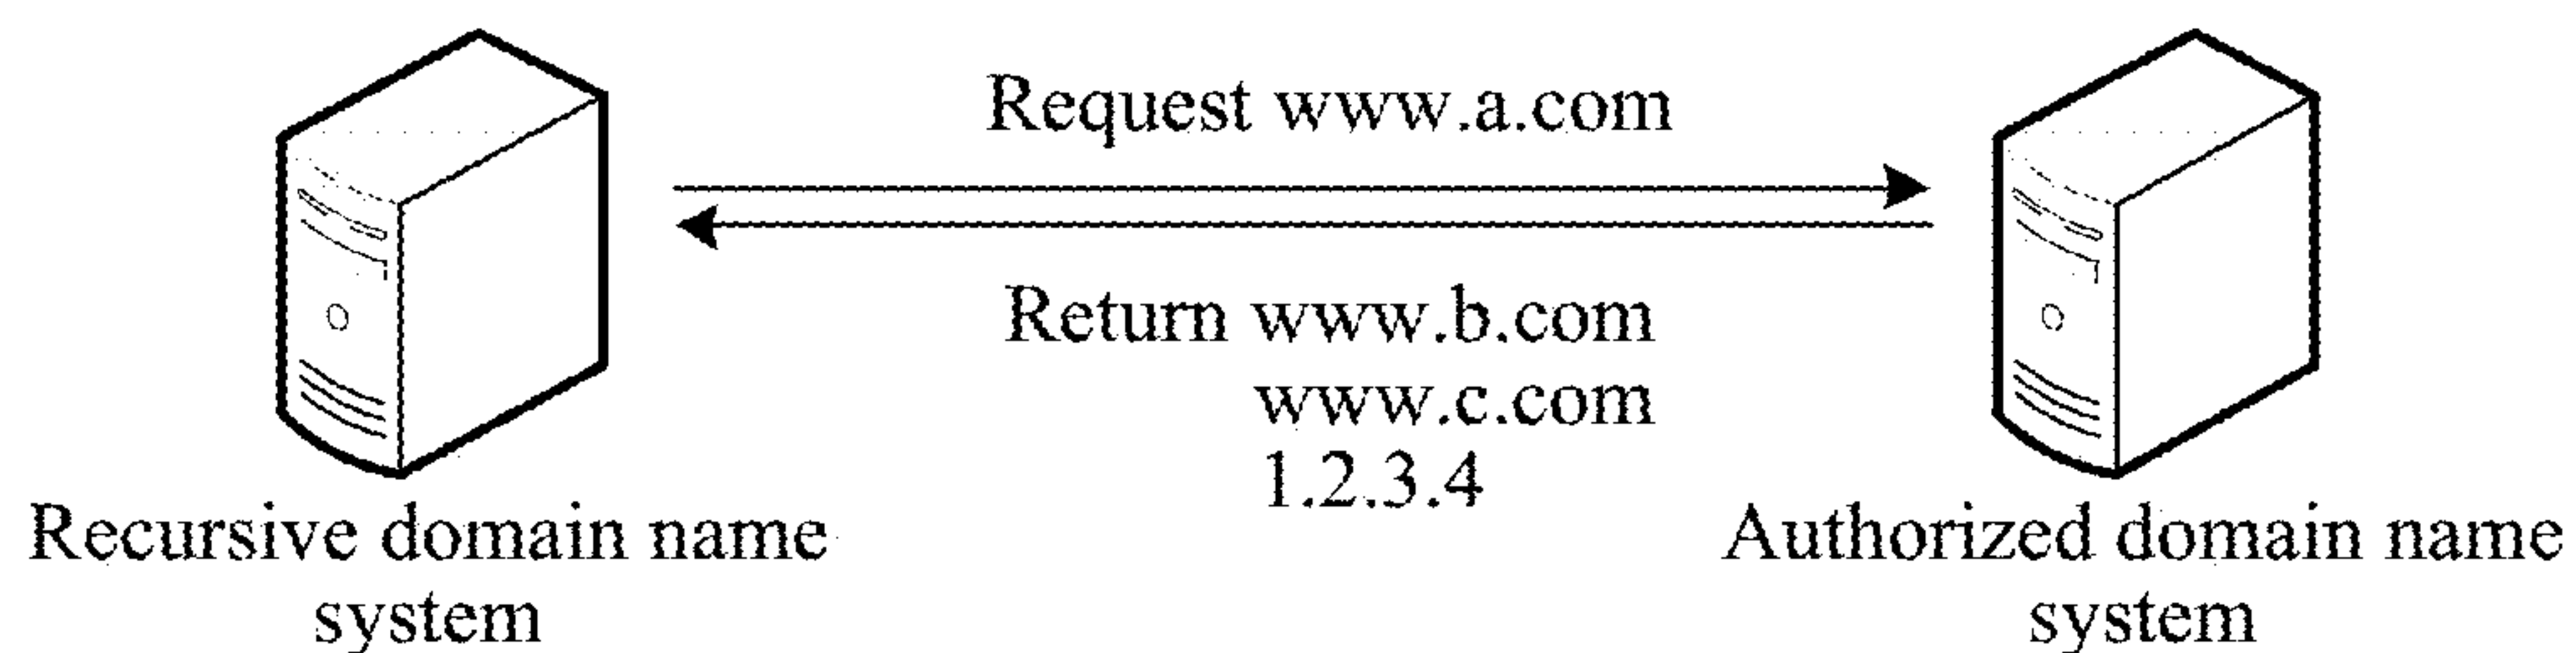 Request www.a.com
Return www.b.com
www.c.com
1.2.3.4
Recursive domain name
system
Authorized domain name
system